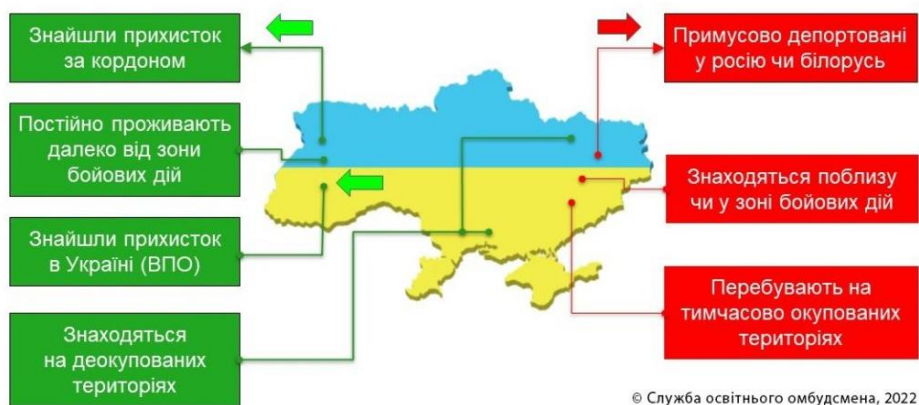 Знайшли прихисток
за кордоном
Постійно проживають
далеко від зони
бойових дій
Знайшли прихисток
в Україні (ВПО)
Знаходяться
на деокупованих
територіях
Примусово депортовані
у росію чи білорусь
Знаходяться поблизу
чи у зоні бойових дій
Перебувають на
тимчасово окупованих
територіях
© Служба освітнього омбудсмена, 2022